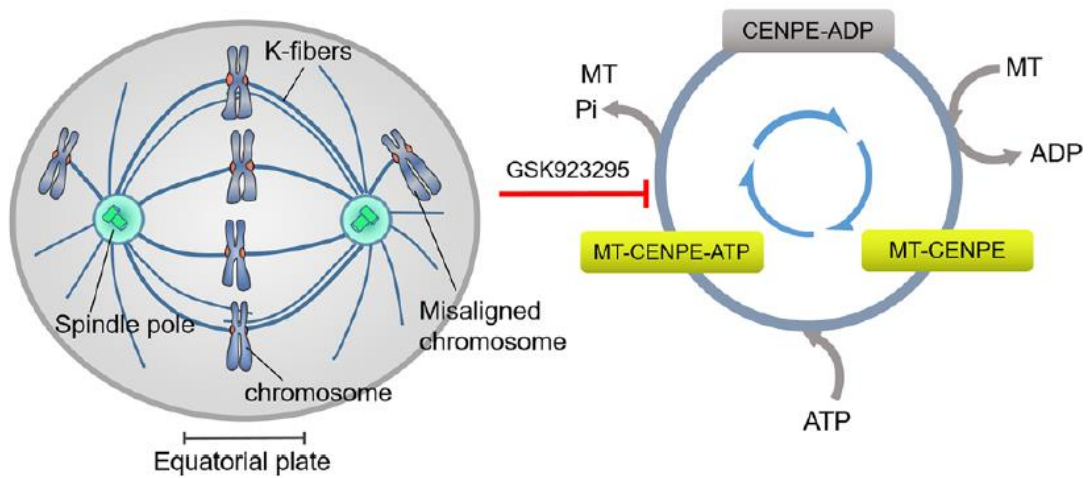 K-fibers
Spindle pole
Misaligned
chromosome
chromosome
Equatorial plate
GSK923295
CENPE-ADP
MT
Pi
MT
ADP
MT-CENPE-ATP
MT-CENPE
ATP